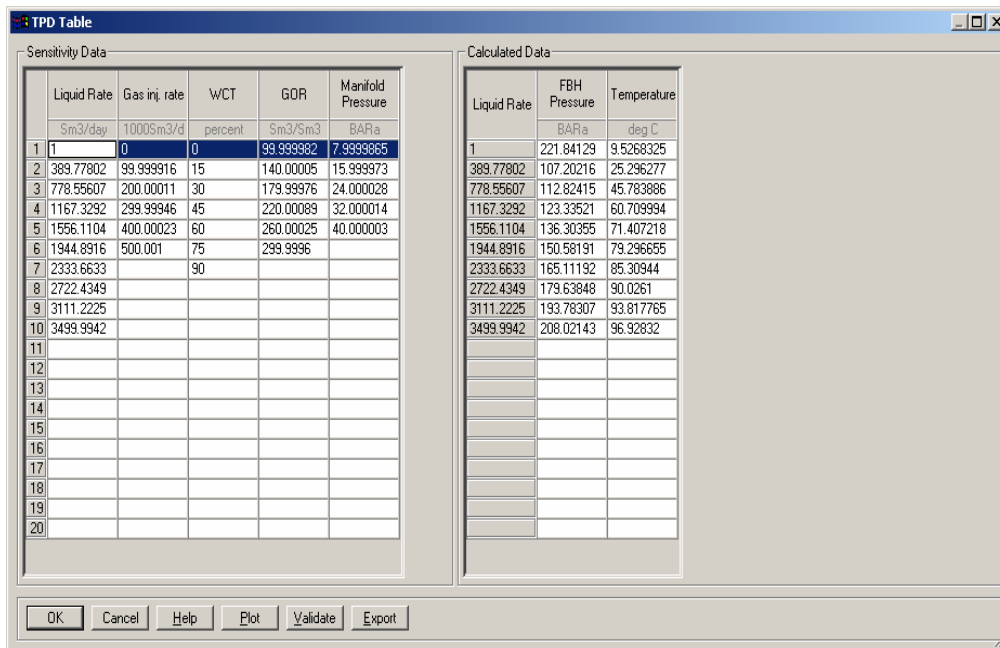 TPD Table
Sensitivity Data Calculated Data
Liquid Rate Gas inj. rate WCT GOR Manifold Pressure Liquid Rate FBH Pressure Temperature
Sm3/day 1000Sm3/d percent Sm3/Sm3 BARa BARa deg C
1 1 0 0 99.999982 7.9999865 1 221.84129 9.5268325
2 389.77802 99.999916 15 140.00005 15.999973 389.77802 107.20216 25.296277
3 778.55607 200.00011 30 179.99976 24.000028 778.55607 112.82415 45.783886
4 1167.3292 299.99946 45 220.00089 32.000014 1167.3292 123.33521 60.709994
5 1556.1104 400.00023 60 260.00025 40.000003 1556.1104 136.30355 71.407218
6 1944.8916 500.001 75 299.9996 1944.8916 150.58191 79.296655
7 2333.6633 90 2333.6633 165.11192 85.30944
8 2722.4349 2722.4349 179.63848 90.0261
9 3111.2225 3111.2225 193.78307 93.817765
10 3499.9942 3499.9942 208.02143 96.92832
11
12
13
14
15
16
17
18
19
20
OK Cancel Help Plot Validate Export